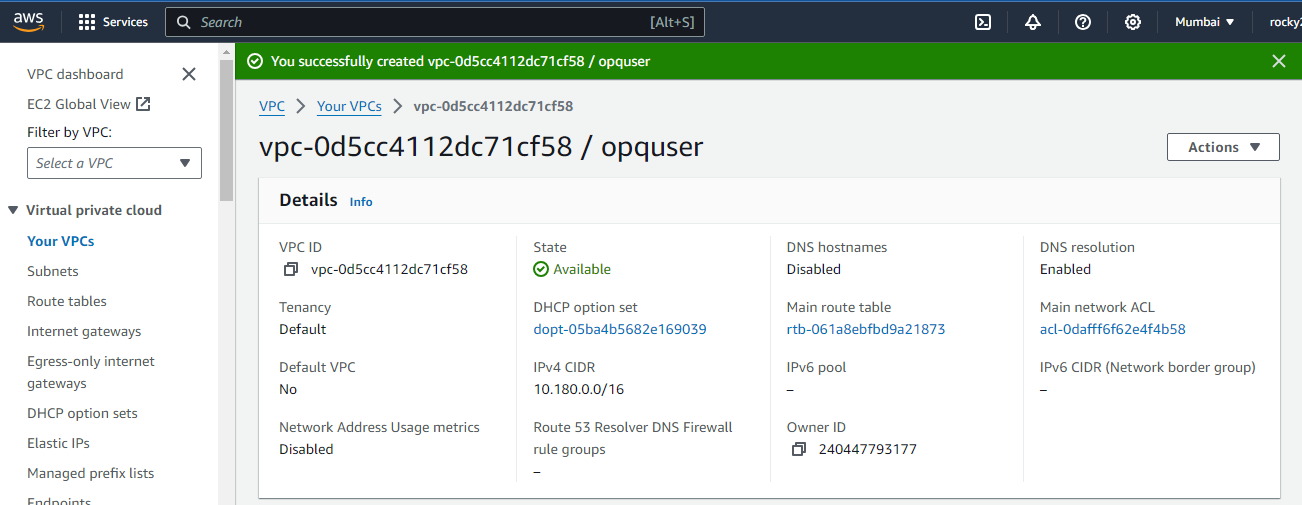 aws
Services
Search
[Alt+S]
Mumbai
VPC dashboard
EC2 Global View
Filter by VPC:
Select a VPC
Virtual private cloud
Your VPCs
Subnets
Route tables
Internet gateways
Egress-only internet
gateways
DHCP option sets
Elastic IPs
Managed prefix lists
Endpoints
You successfully created vpc-0d5cc4112dc71cf58 / opquser
VPC
Your VPCs
vpc-0d5cc4112dc71cf58
vpc-0d5cc4112dc71cf58 / opquser
Actions
Details
Info
VPC ID
vpc-0d5cc4112dc71cf58
State
Available
DNS hostnames
Disabled
DNS resolution
Enabled
Tenancy
Default
DHCP option set
dopt-05ba4b5682e169039
Main route table
rtb-061a8ebfbd9a21873
Main network ACL
acl-0dafff6f62e4f4b58
Default VPC
No
IPv4 CIDR
10.180.0.0/16
IPv6 pool
–
IPv6 CIDR (Network border group)
–
Network Address Usage metrics
Disabled
Route 53 Resolver DNS Firewall
rule groups
–
Owner ID
240447793177